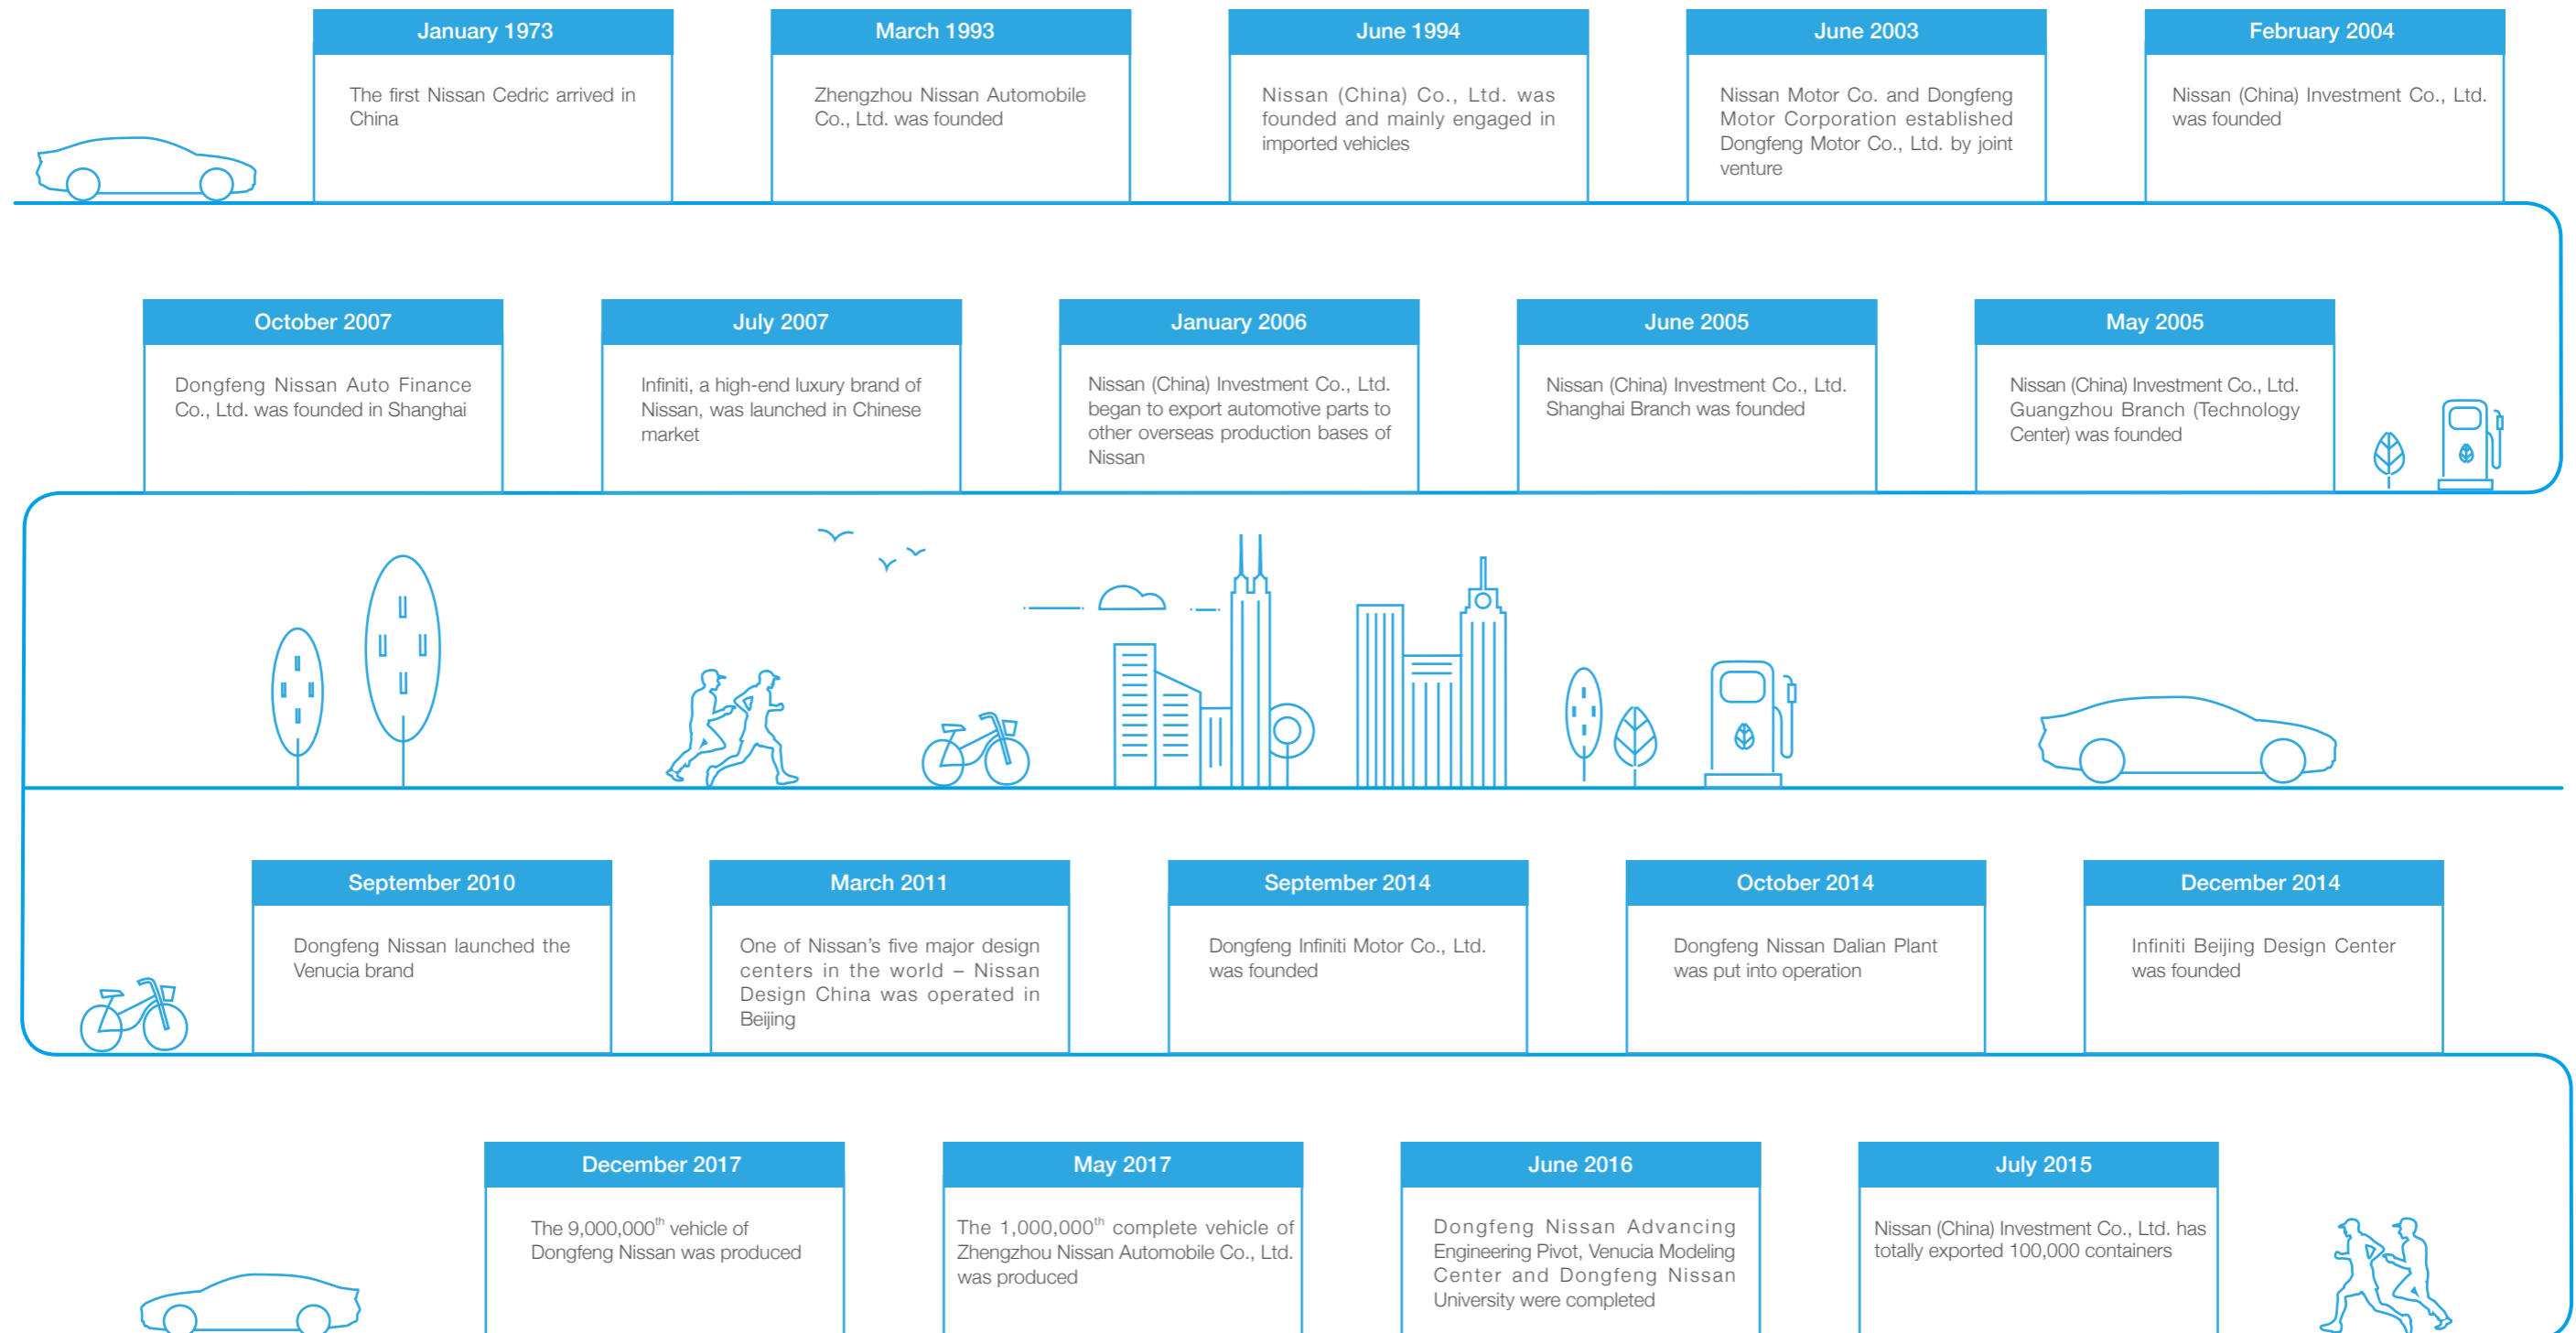 January 1973
The first Nissan Cedric arrived in
China
March 1993
Zhengzhou Nissan Automobile
Co., Ltd. was founded
June 1994
Nissan (China) Co., Ltd. was
founded and mainly engaged in
imported vehicles
June 2003
Nissan Motor Co. and Dongfeng
Motor Corporation established
Dongfeng Motor Co., Ltd. by joint
venture
February 2004
Nissan (China) Investment Co., Ltd.
was founded
October 2007
Dongfeng Nissan Auto Finance
Co., Ltd. was founded in Shanghai
July 2007
Infiniti, a high-end luxury brand of
Nissan, was launched in Chinese
market
January 2006
Nissan (China) Investment Co., Ltd.
began to export automotive parts to
other overseas production bases of
Nissan
June 2005
Nissan (China) Investment Co., Ltd.
Shanghai Branch was founded
May 2005
Nissan (China) Investment Co., Ltd.
Guangzhou Branch (Technology
Center) was founded
September 2010
Dongfeng Nissan launched the
Venucia brand
March 2011
One of Nissan’s five major design
centers in the world – Nissan
Design China was operated in
Beijing
September 2014
Dongfeng Infiniti Motor Co., Ltd.
was founded
October 2014
Dongfeng Nissan Dalian Plant
was put into operation
December 2014
Infiniti Beijing Design Center
was founded
December 2017
The 9,000,000th vehicle of
Dongfeng Nissan was produced
May 2017
The 1,000,000th complete vehicle of
Zhengzhou Nissan Automobile Co., Ltd.
was produced
June 2016
Dongfeng Nissan Advancing
Engineering Pivot, Venucia Modeling
Center and Dongfeng Nissan
University were completed
July 2015
Nissan (China) Investment Co., Ltd. has
totally exported 100,000 containers